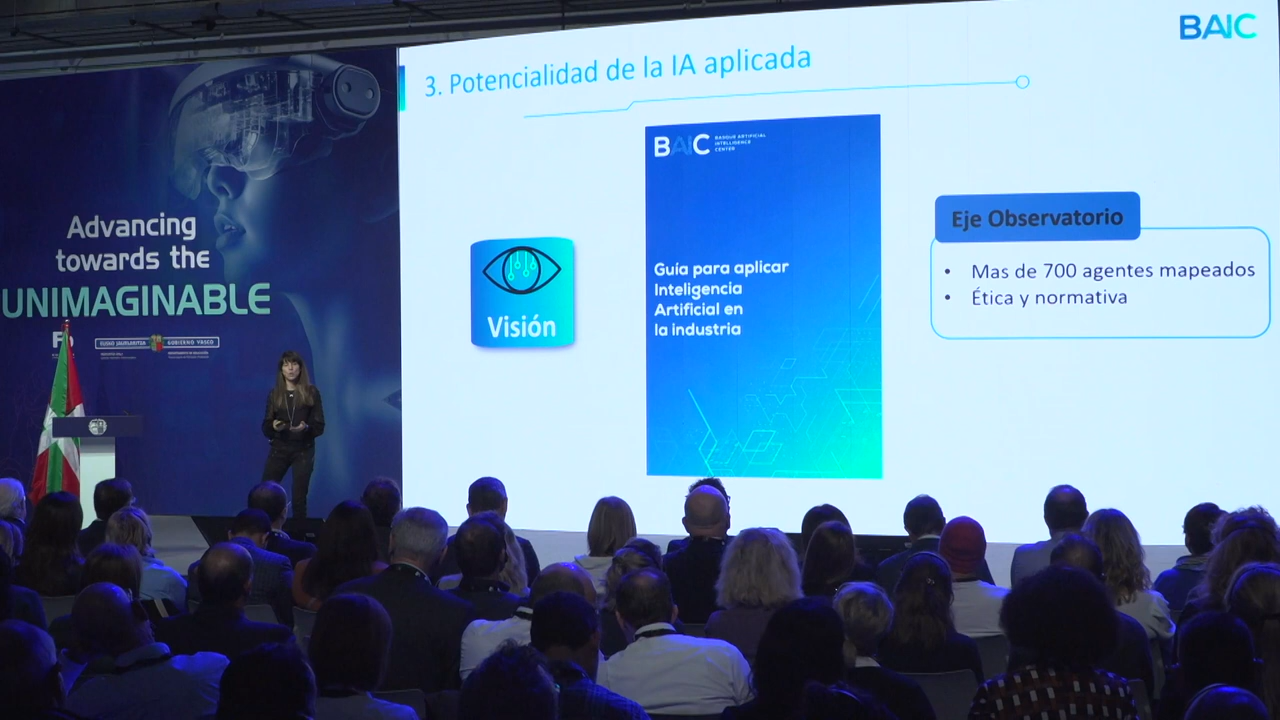 Advancing
towards the
UNIMAGINABLE
EUSKO JAURLARITZA
GOBIERNO VASCO
BAIC
3. Potencialidad de la IA aplicada
Visión
BAIC
BASQUE ARTIFICIAL
INTELLIGENCE
CENTER
Guía para aplicar
Inteligencia
Artificial en
la industria
Eje Observatorio
• Mas de 700 agentes mapeados
• Ética y normativa